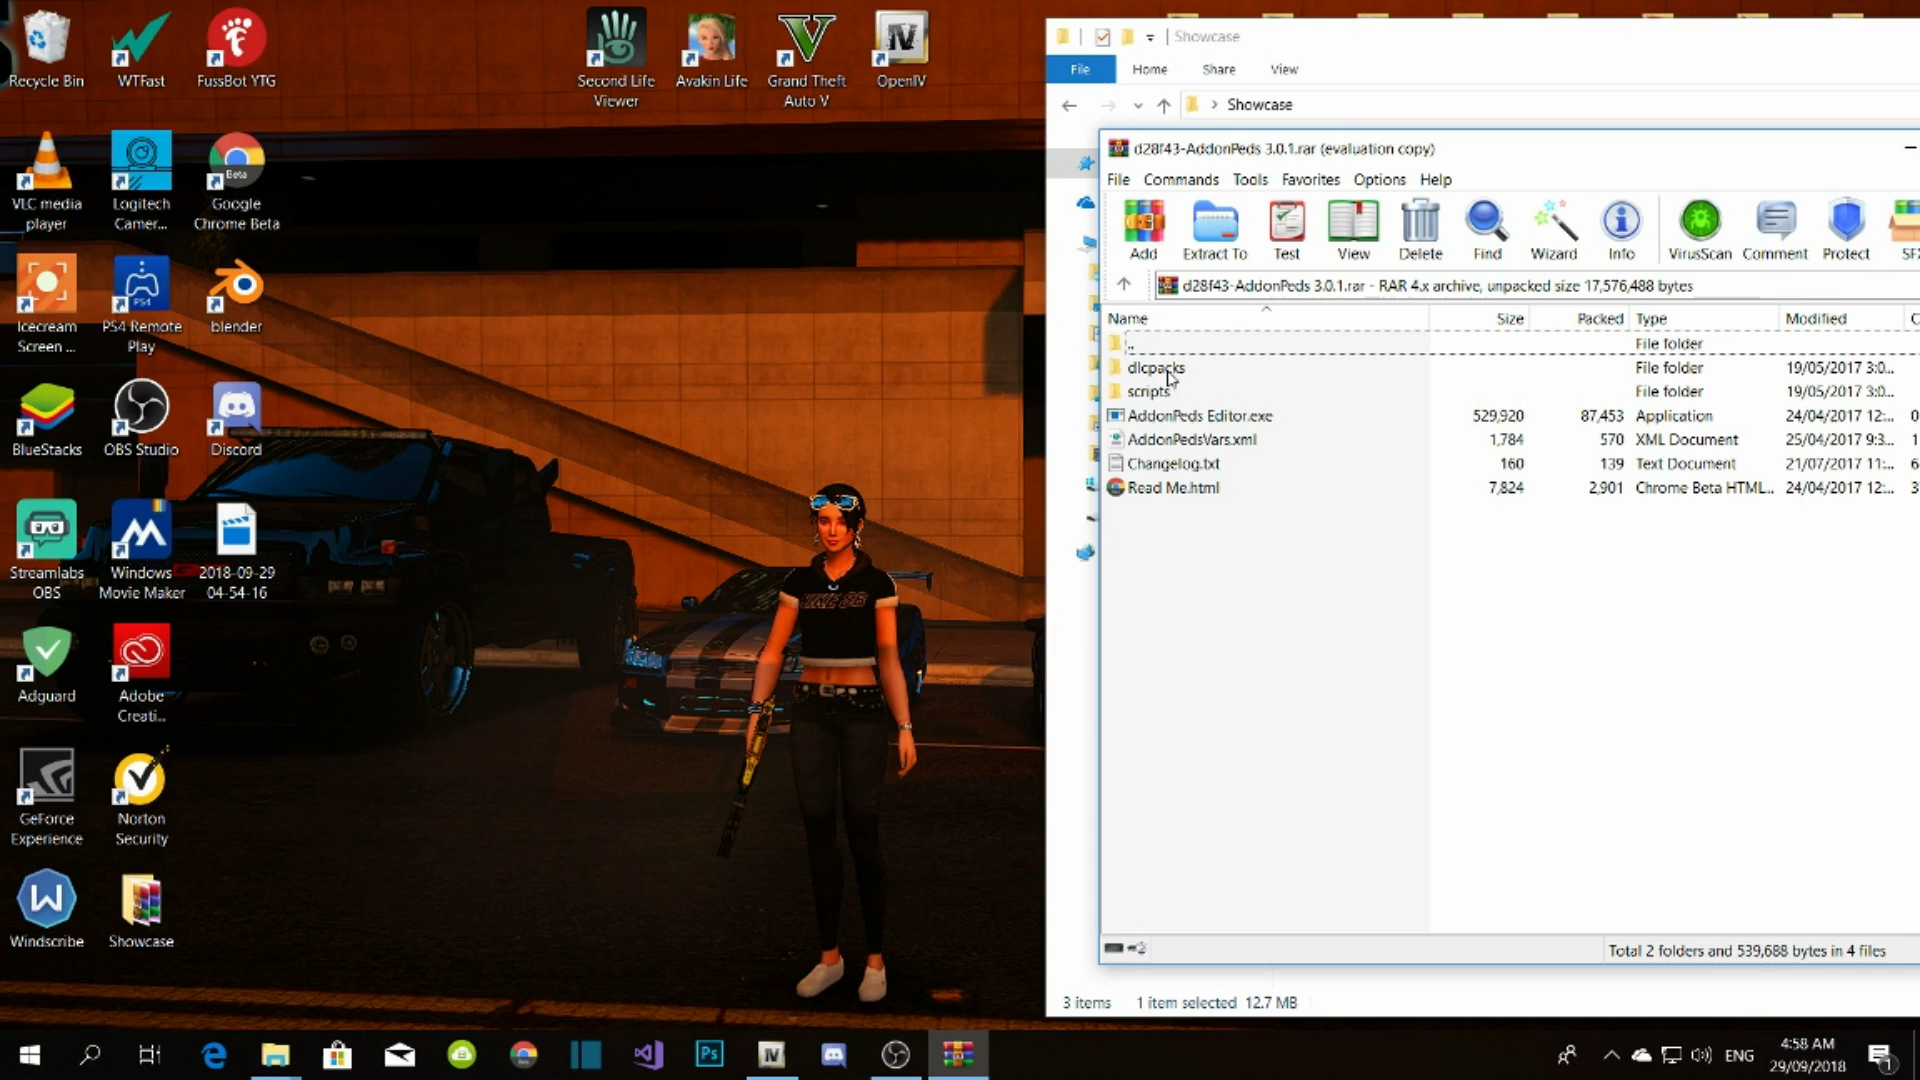 Recycle Bin
WTFast
FussBot YTG
Second Life
Viewer
Avakin Life
Grand Theft
Auto V
OpenIV
VLC media
player
Logitech
Camer...
Beta
Google
Chrome Beta
Icecream
Screen ...
PS4
PS4 Remote
Play
blender
BlueStacks
OBS Studio
Discord
Streamlabs
OBS
Windows
Movie Maker
2018-09-29
04-54-16
Adguard
Adobe
Creati...
GeForce
Experience
Norton
Security
Windscribe
Showcase
Showcase
File
Home
Share
View
Showcase
d28f43-AddonPeds 3.0.1.rar (evaluation copy)
File
Commands
Tools
Favorites
Options
Help
Add
Extract To
Test
View
Delete
Find
Wizard
Info
VirusScan
Comment
Protect
SF
d28f43-AddonPeds 3.0.1.rar - RAR 4.x archive, unpacked size 17,576,488 bytes
Name Size Packed Type Modified C
.. File folder
dlcpacks File folder 19/05/2017 3:0...
scripts File folder 19/05/2017 3:0...
AddonPeds Editor.exe 529,920 87,453 Application 24/04/2017 12:... 0
AddonPedsVars.xml 1,784 570 XML Document 25/04/2017 9:3... 1
Changelog.txt 160 139 Text Document 21/07/2017 11:... 6
Read Me.html 7,824 2,901 Chrome Beta HTML... 24/04/2017 12:... 3
Total 2 folders and 539,688 bytes in 4 files
3 items 1 item selected 12.7 MB
Ps
IV
ENG
4:58 AM
29/09/2018
1